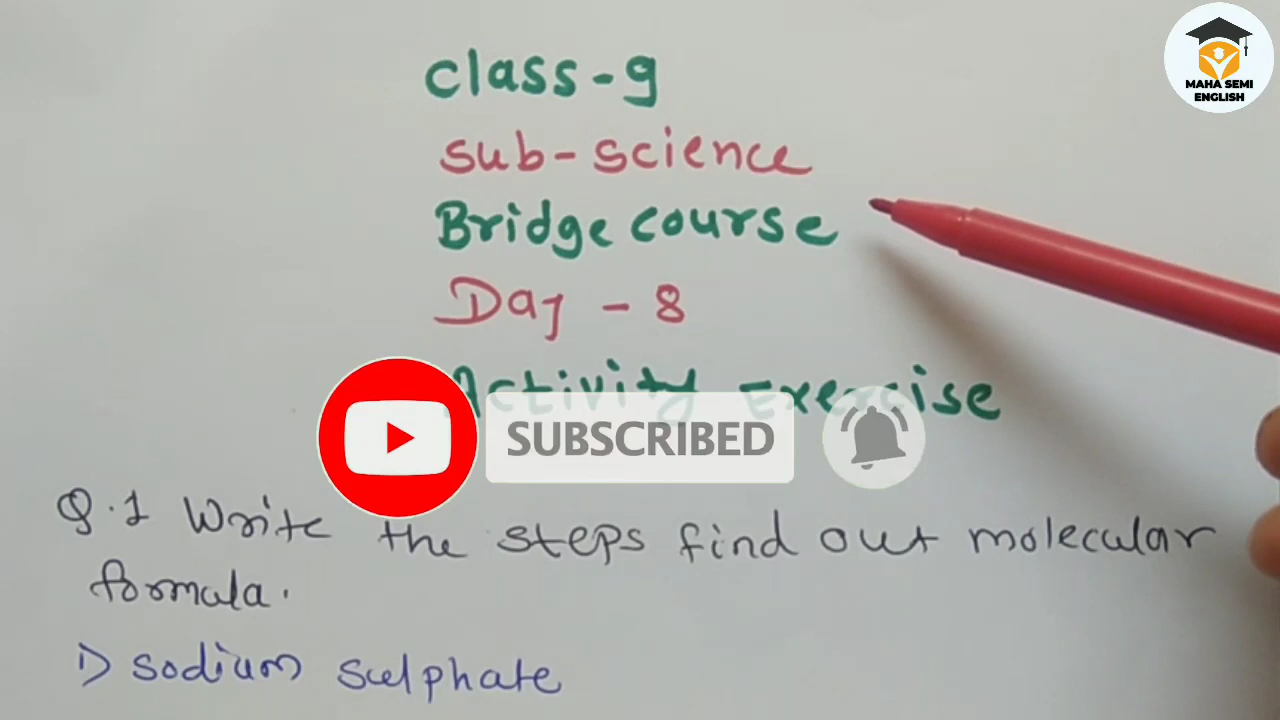 MAHA SEMI
ENGLISH
Class-9
Sub-science
Bridge course
Day - 8
Activity Exercise
SUBSCRIBED
Q.1 Write the steps find out molecular
formula.
1) sodium sulphate